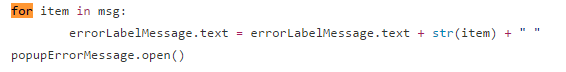 for item in msg:
        errorLabelMessage.text = errorLabelMessage.text + str(item) + " "
popupErrorMessage.open()